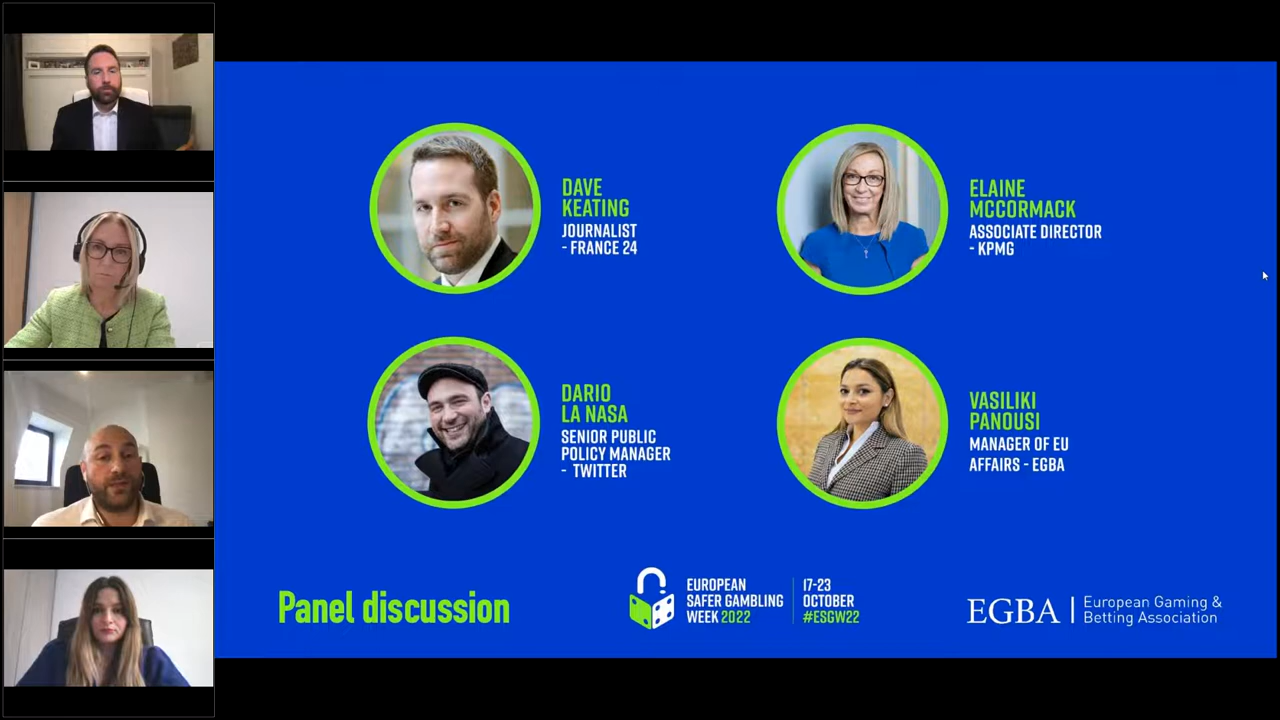 DAVE
KEATING
JOURNALIST
- FRANCE 24
ELAINE
MCCORMACK
ASSOCIATE DIRECTOR
- KPMG
DARIO
LA NASA
SENIOR PUBLIC
POLICY MANAGER
- TWITTER
VASILIKI
PANOUSI
MANAGER OF EU
AFFAIRS - EGBA
Panel discussion
EUROPEAN
SAFER GAMBLING
WEEK 2022
17-23
OCTOBER
#ESGW22
EGBA
European Gaming &
Betting Association